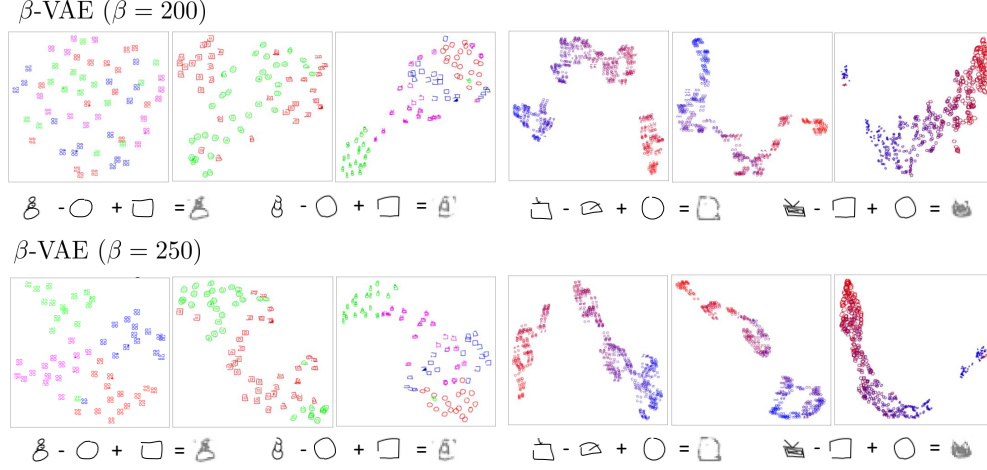 β-VAE (β = 200)
- + = - + = - + = - + =
β-VAE (β = 250)
- + = - + = - + = - + =